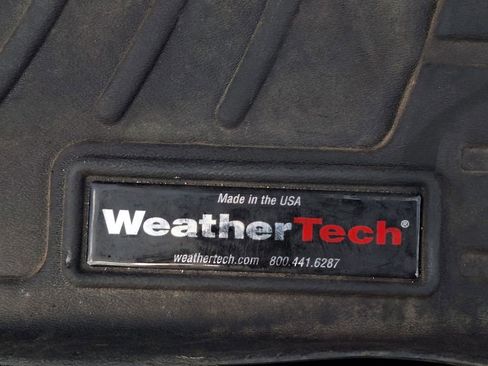 Made in the USA
WeatherTech®
weathertech.com 800.441.6287